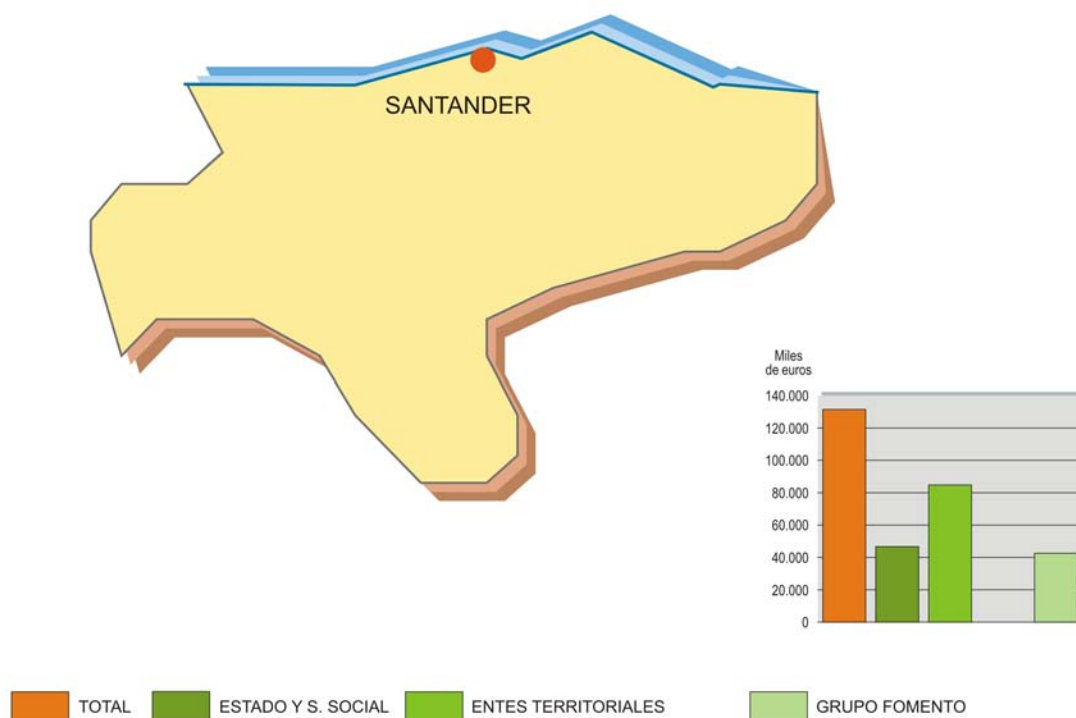 SANTANDER
Miles
de euros
140.000
120.000
100.000
80.000
60.000
40.000
20.000
0
TOTAL
ESTADO Y S. SOCIAL
ENTES TERRITORIALES
GRUPO FOMENTO